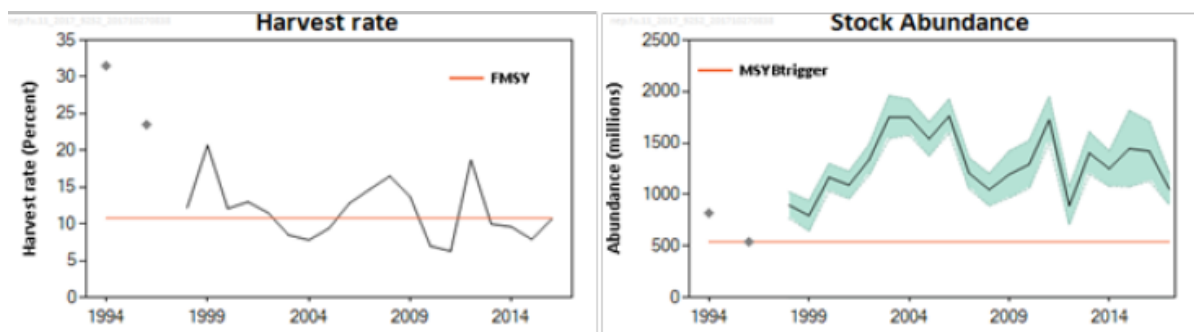 Harvest rate
35
30
25
20
15
10
5
0
Harvest rate (Percent)
FMSY
1994 1999 2004 2009 2014
Stock Abundance
2500
2000
1500
1000
500
0
Abundance (millions)
MSYBtrigger
1994 1999 2004 2009 2014